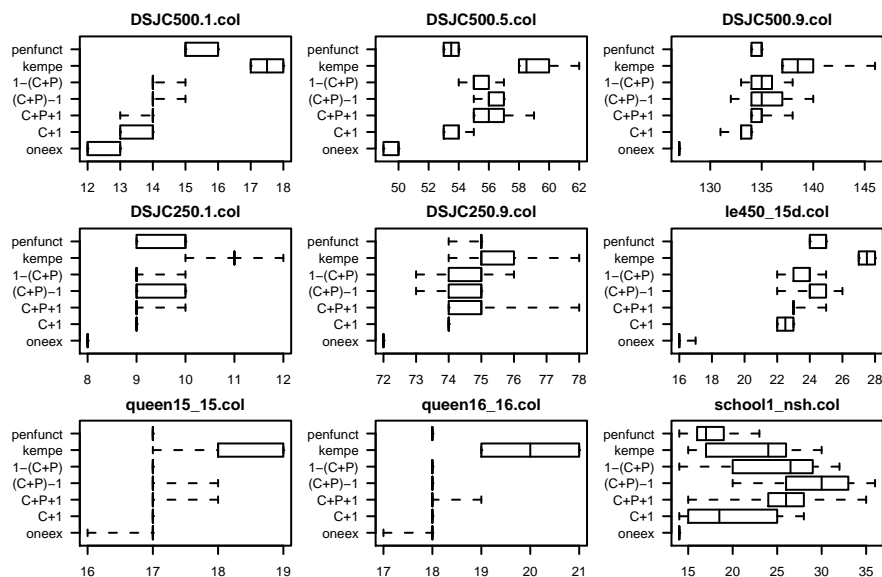 DSJC500.1.col
penfunct
kempe
1−(C+P)
(C+P)−1
C+P+1
C+1
oneex
12 13 14 15 16 17 18
DSJC500.5.col
penfunct
kempe
1−(C+P)
(C+P)−1
C+P+1
C+1
oneex
50 52 54 56 58 60 62
DSJC500.9.col
penfunct
kempe
1−(C+P)
(C+P)−1
C+P+1
C+1
oneex
130 135 140 145
DSJC250.1.col
penfunct
kempe
1−(C+P)
(C+P)−1
C+P+1
C+1
oneex
8 9 10 11 12
DSJC250.9.col
penfunct
kempe
1−(C+P)
(C+P)−1
C+P+1
C+1
oneex
72 73 74 75 76 77 78
le450_15d.col
penfunct
kempe
1−(C+P)
(C+P)−1
C+P+1
C+1
oneex
16 18 20 22 24 26 28
queen15_15.col
penfunct
kempe
1−(C+P)
(C+P)−1
C+P+1
C+1
oneex
16 17 18 19
queen16_16.col
penfunct
kempe
1−(C+P)
(C+P)−1
C+P+1
C+1
oneex
17 18 19 20 21
school1_nsh.col
penfunct
kempe
1−(C+P)
(C+P)−1
C+P+1
C+1
oneex
15 20 25 30 35